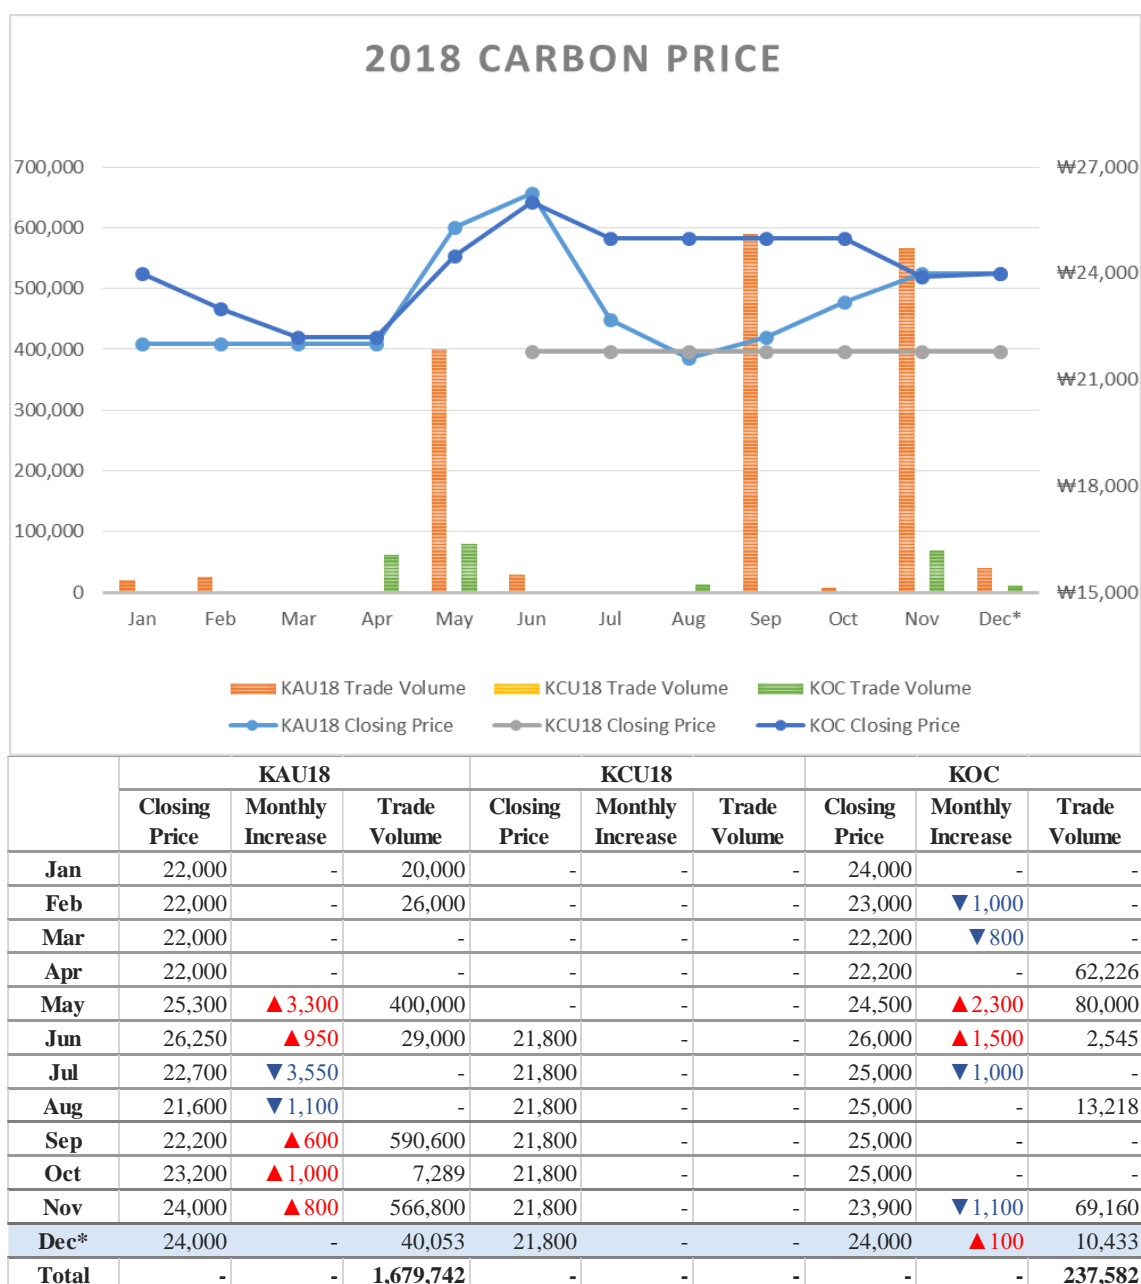 2018 CARBON PRICE
700,000 ₩27,000
600,000
500,000 ₩24,000
400,000
300,000 ₩21,000
200,000 ₩18,000
100,000
0 ₩15,000
Jan Feb Mar Apr May Jun Jul Aug Sep Oct Nov Dec*
KAU18 Trade Volume KCU18 Trade Volume KOC Trade Volume
KAU18 Closing Price KCU18 Closing Price KOC Closing Price
KAU18 KCU18 KOC
Closing Price Monthly Increase Trade Volume Closing Price Monthly Increase Trade Volume Closing Price Monthly Increase Trade Volume
Jan 22,000 - 20,000 - - - 24,000 - -
Feb 22,000 - 26,000 - - - 23,000 ▼1,000 -
Mar 22,000 - - - - - 22,200 ▼800 -
Apr 22,000 - - - - - 22,200 - 62,226
May 25,300 ▲3,300 400,000 - - - 24,500 ▲2,300 80,000
Jun 26,250 ▲950 29,000 21,800 - - 26,000 ▲1,500 2,545
Jul 22,700 ▼3,550 - 21,800 - - 25,000 ▼1,000 -
Aug 21,600 ▼1,100 - 21,800 - - 25,000 - 13,218
Sep 22,200 ▲600 590,600 21,800 - - 25,000 - -
Oct 23,200 ▲1,000 7,289 21,800 - - 25,000 - -
Nov 24,000 ▲800 566,800 21,800 - - 23,900 ▼1,100 69,160
Dec* 24,000 - 40,053 21,800 - - 24,000 ▲100 10,433
Total - - 1,679,742 - - - - - 237,582